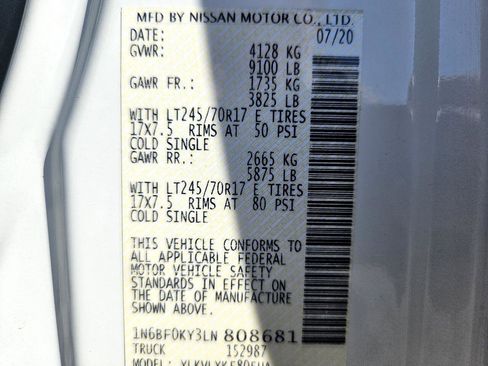 MFD BY NISSAN MOTOR CO., LTD.
DATE: 07/20
GVWR: 4128 KG
9100 LB
GAWR FR.: 1735 KG
3825 LB
WITH LT245/70R17 E TIRES
17X7.5 RIMS AT 50 PSI
COLD SINGLE
GAWR RR.: 2665 KG
5875 LB
WITH LT245/70R17 E TIRES
17X7.5 RIMS AT 80 PSI
COLD SINGLE
THIS VEHICLE CONFORMS TO
ALL APPLICABLE FEDERAL
MOTOR VEHICLE SAFETY
STANDARDS IN EFFECT ON
THE DATE OF MANUFACTURE
SHOWN ABOVE.
1N6BF0KY3LN 808681
TRUCK 152987
MODEL: